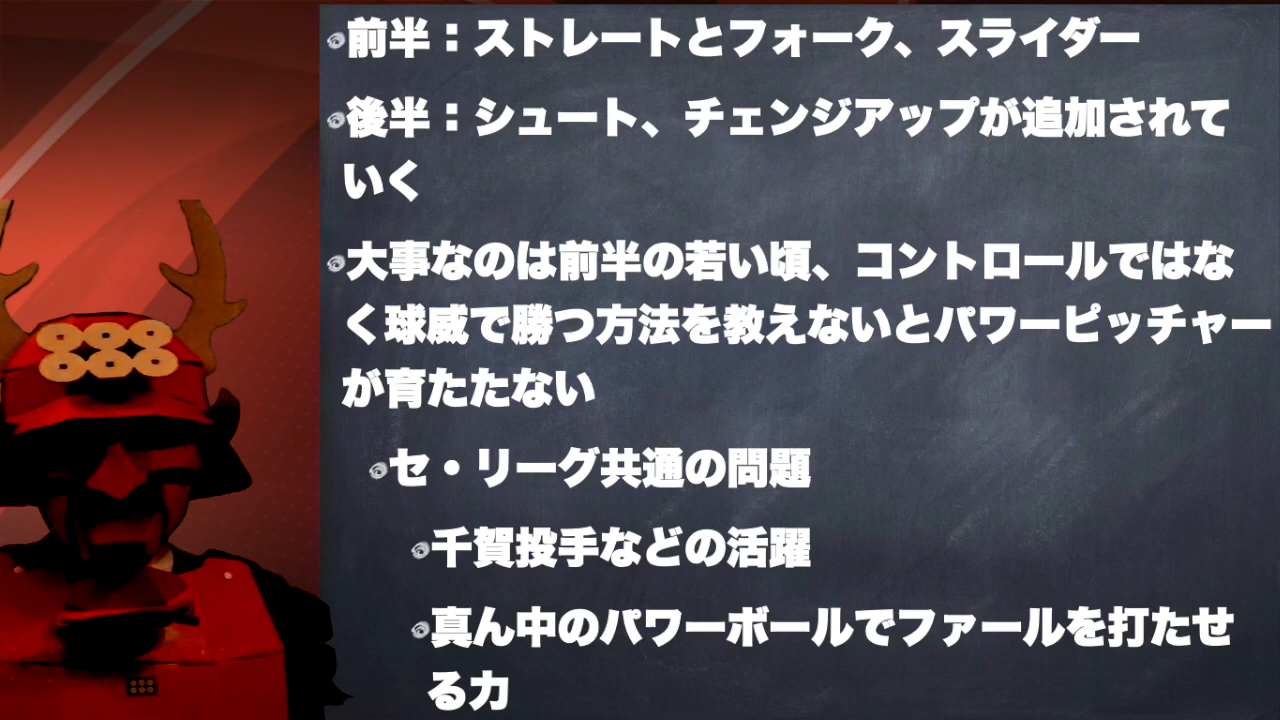 前半：ストレートとフォーク、スライダー
後半：シュート、チェンジアップが追加されて
いく
大事なのは前半の若い頃、コントロールではな
く球威で勝つ方法を教えないとパワーピッチャー
が育たたない
セ・リーグ共通の問題
千賀投手などの活躍
真ん中のパワーボールでファールを打たせ
る力